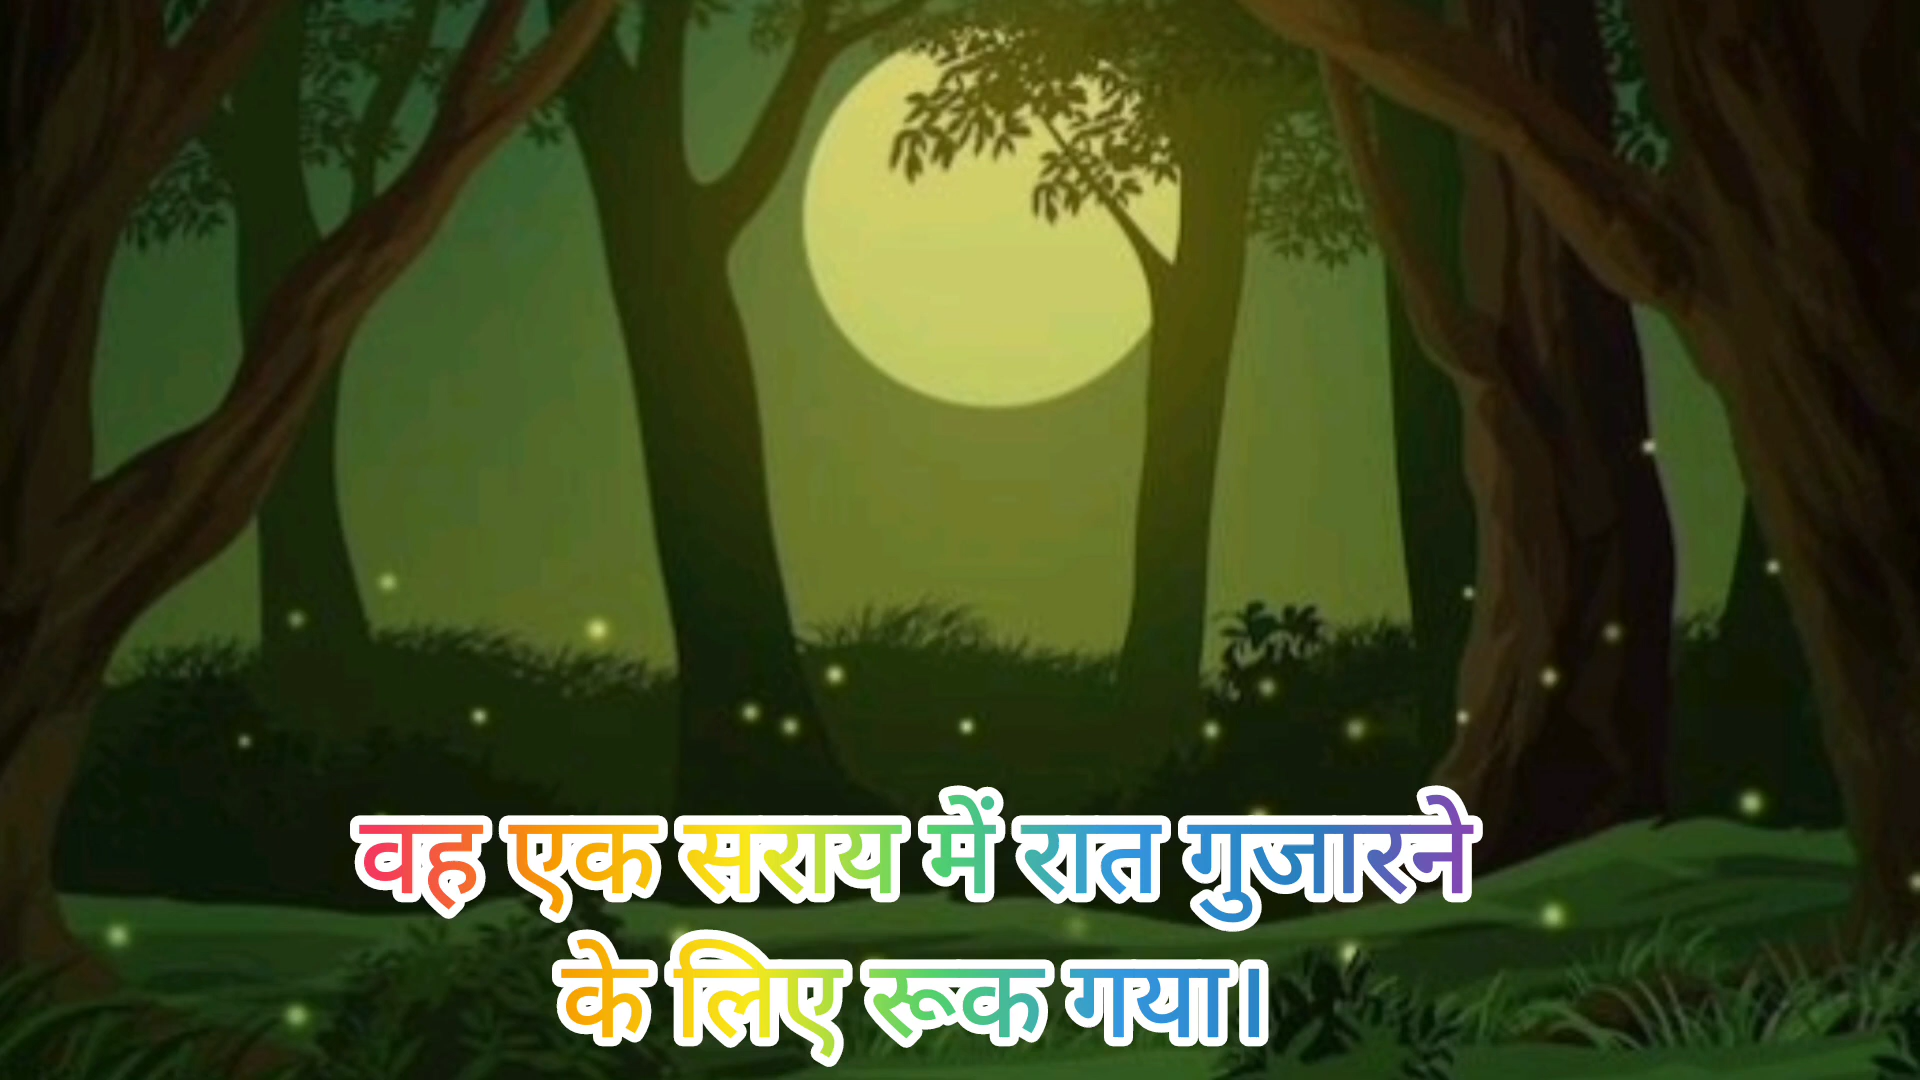 वह एक सराय में रात गुजारने
के लिए रूक गया।